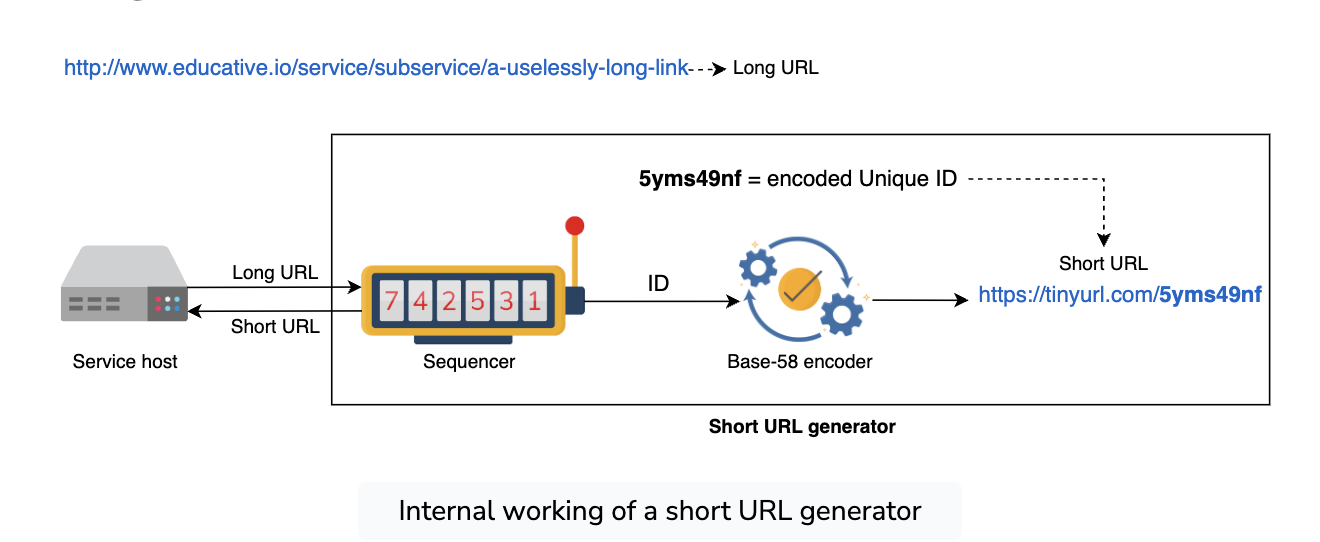 http://www.educative.io/service/subservice/a-uselessly-long-link
Long URL
5yms49nf = encoded Unique ID
Long URL
Short URL
Service host
7 4 2 5 3 1
Sequencer
ID
Base-58 encoder
Short URL
https://tinyurl.com/5yms49nf
Short URL generator
Internal working of a short URL generator